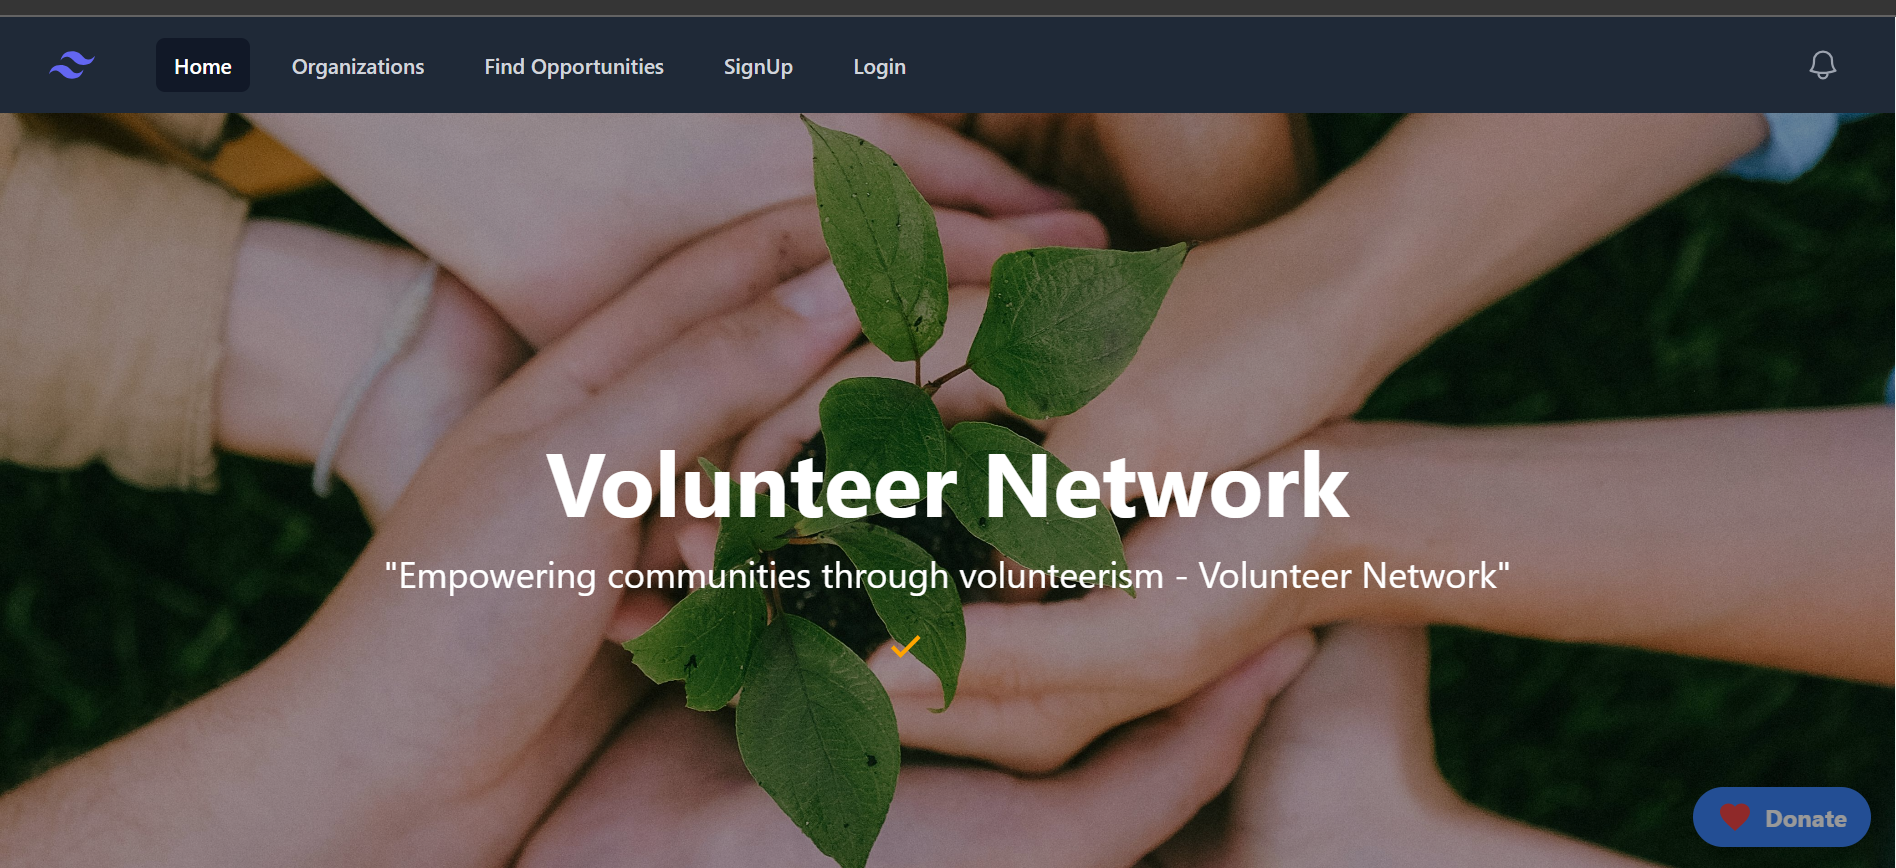 Home Organizations Find Opportunities SignUp Login
Volunteer Network
"Empowering communities through volunteerism - Volunteer Network"
Donate